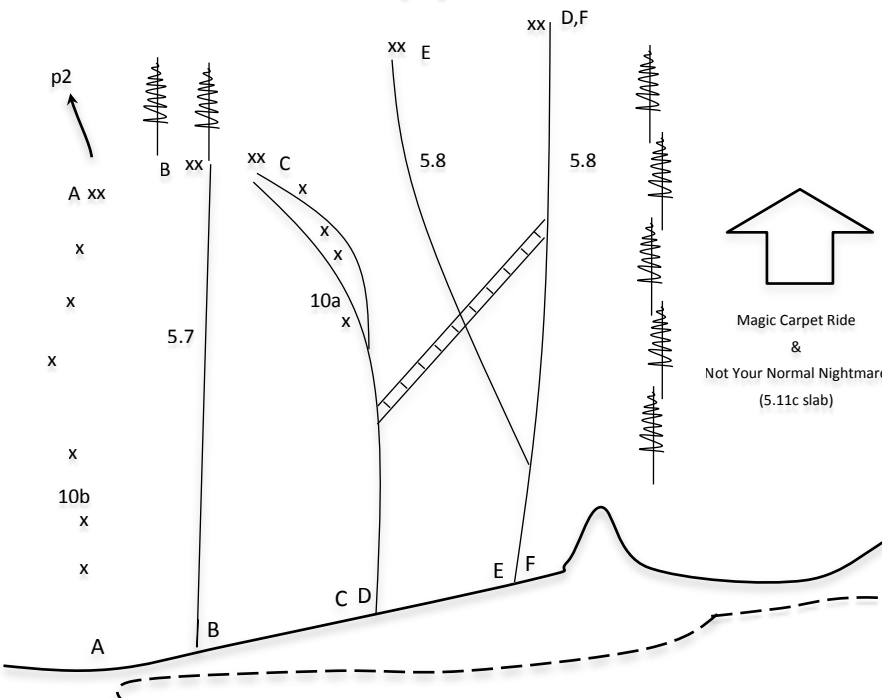 D,F
xx
xx E
p2
B xx
xx C
x
A xx
5.8
5.8
x
x
x
x
10a
x
5.7
x
Magic Carpet Ride
&
Not Your Normal Nightmare
(5.11c slab)
x
10b
x
x
E F
C D
B
A